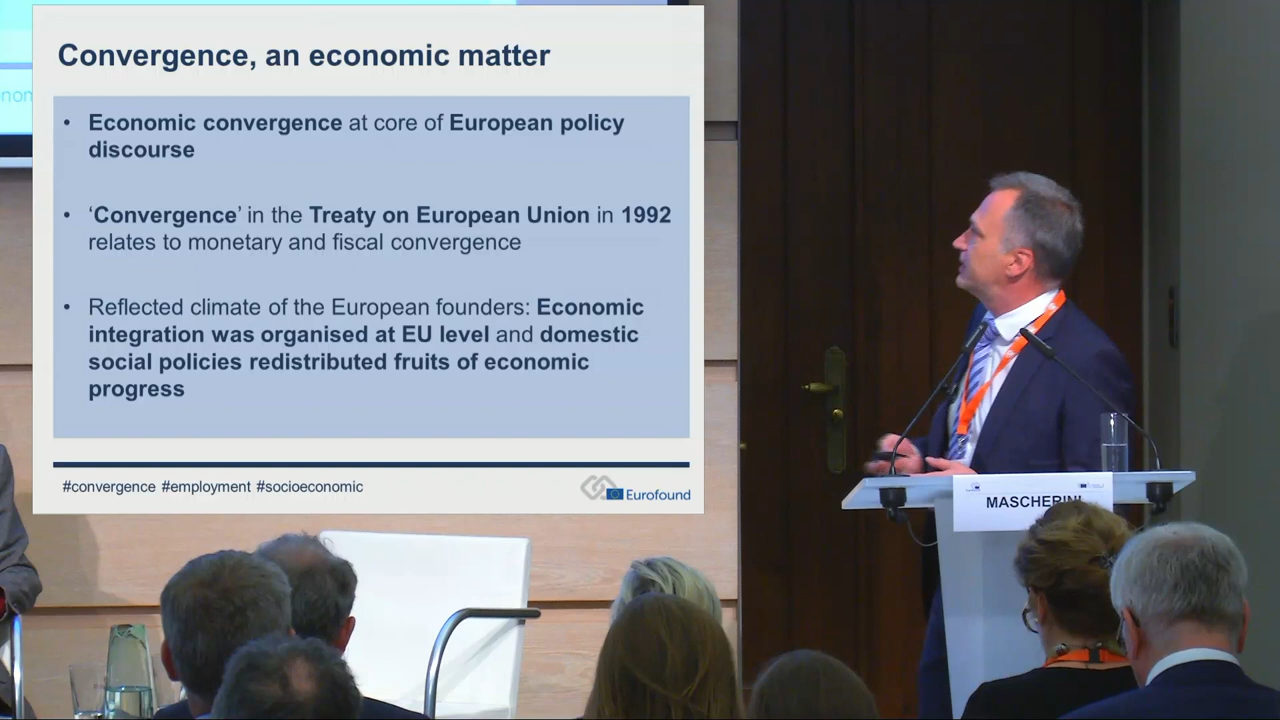 Convergence, an economic matter
• Economic convergence at core of European policy
discourse
• ‘Convergence’ in the Treaty on European Union in 1992
relates to monetary and fiscal convergence
• Reflected climate of the European founders: Economic
integration was organised at EU level and domestic
social policies redistributed fruits of economic
progress
#convergence #employment #socioeconomic
Eurofound
MASCHERINI